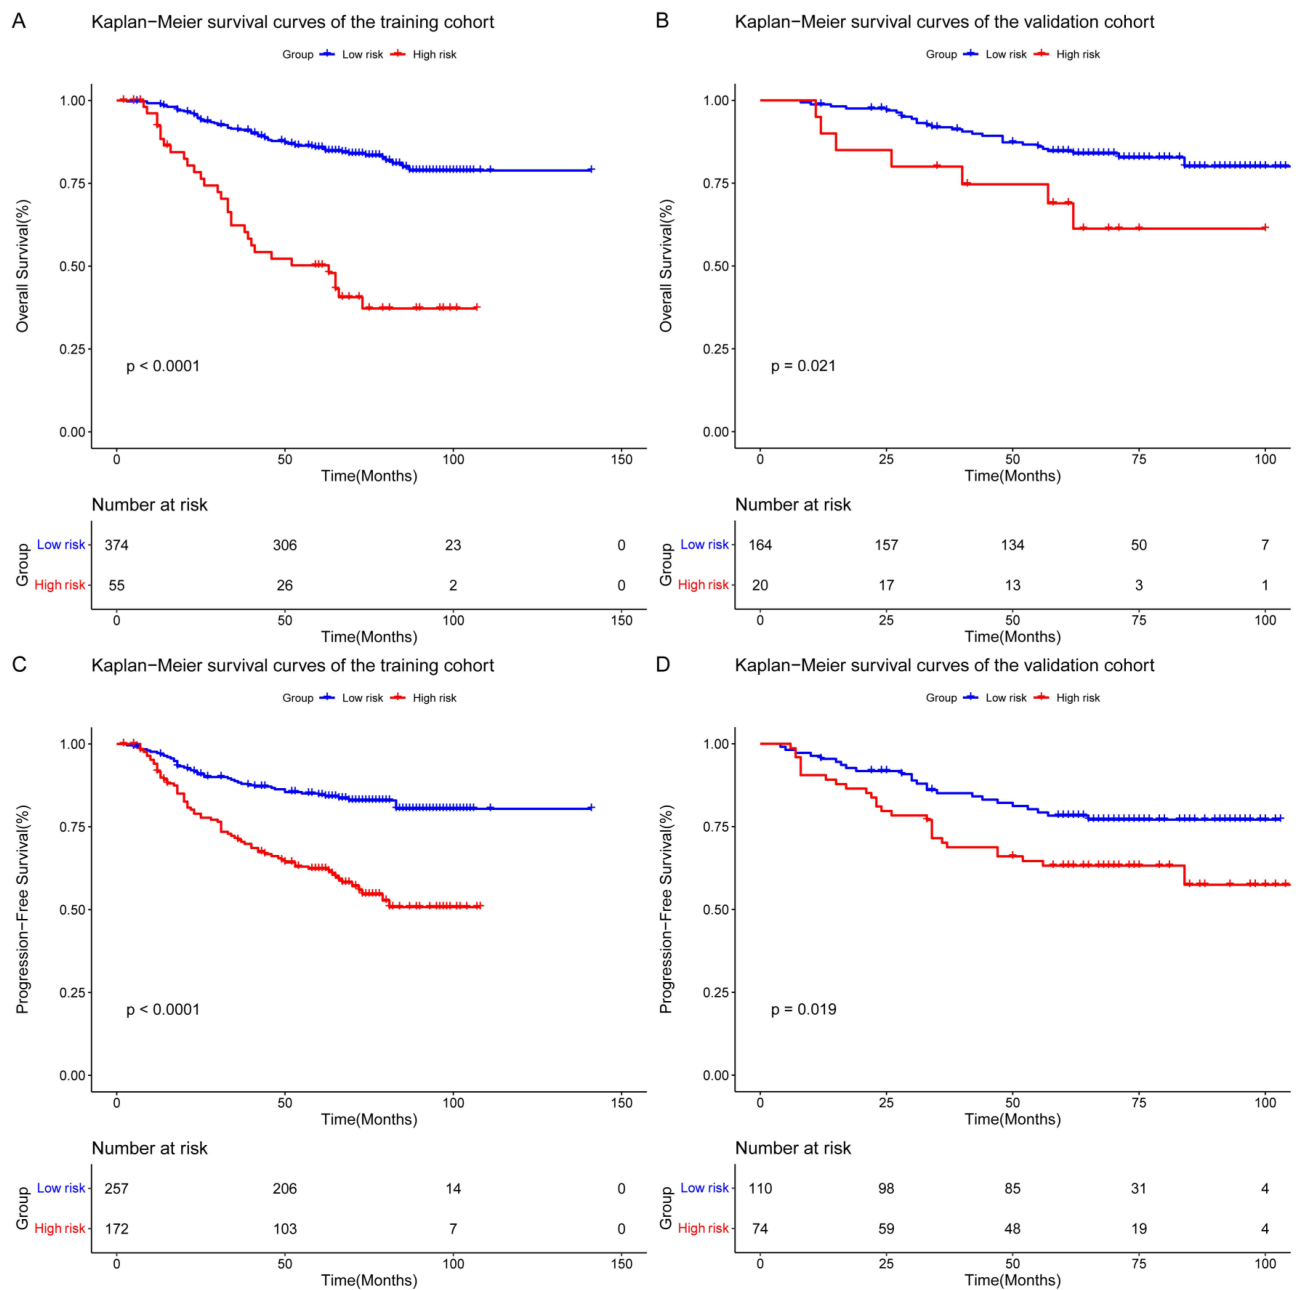 A
Kaplan−Meier survival curves of the training cohort
Group Low risk High risk
1.00
0.75
0.50
0.25
0.00
Overall Survival(%)
p < 0.0001
0 50 100 150
Time(Months)
Number at risk
Group
Low risk 374 306 23 0
High risk 55 26 2 0
0 50 100 150
Time(Months)
B
Kaplan−Meier survival curves of the validation cohort
Group Low risk High risk
1.00
0.75
0.50
0.25
0.00
Overall Survival(%)
p = 0.021
0 25 50 75 100
Time(Months)
Number at risk
Group
Low risk 164 157 134 50 7
High risk 20 17 13 3 1
0 25 50 75 100
Time(Months)
C
Kaplan−Meier survival curves of the training cohort
Group Low risk High risk
1.00
0.75
0.50
0.25
0.00
Progression−Free Survival(%)
p < 0.0001
0 50 100 150
Time(Months)
Number at risk
Group
Low risk 257 206 14 0
High risk 172 103 7 0
0 50 100 150
Time(Months)
D
Kaplan−Meier survival curves of the validation cohort
Group Low risk High risk
1.00
0.75
0.50
0.25
0.00
Progression−Free Survival(%)
p = 0.019
0 25 50 75 100
Time(Months)
Number at risk
Group
Low risk 110 98 85 31 4
High risk 74 59 48 19 4
0 25 50 75 100
Time(Months)